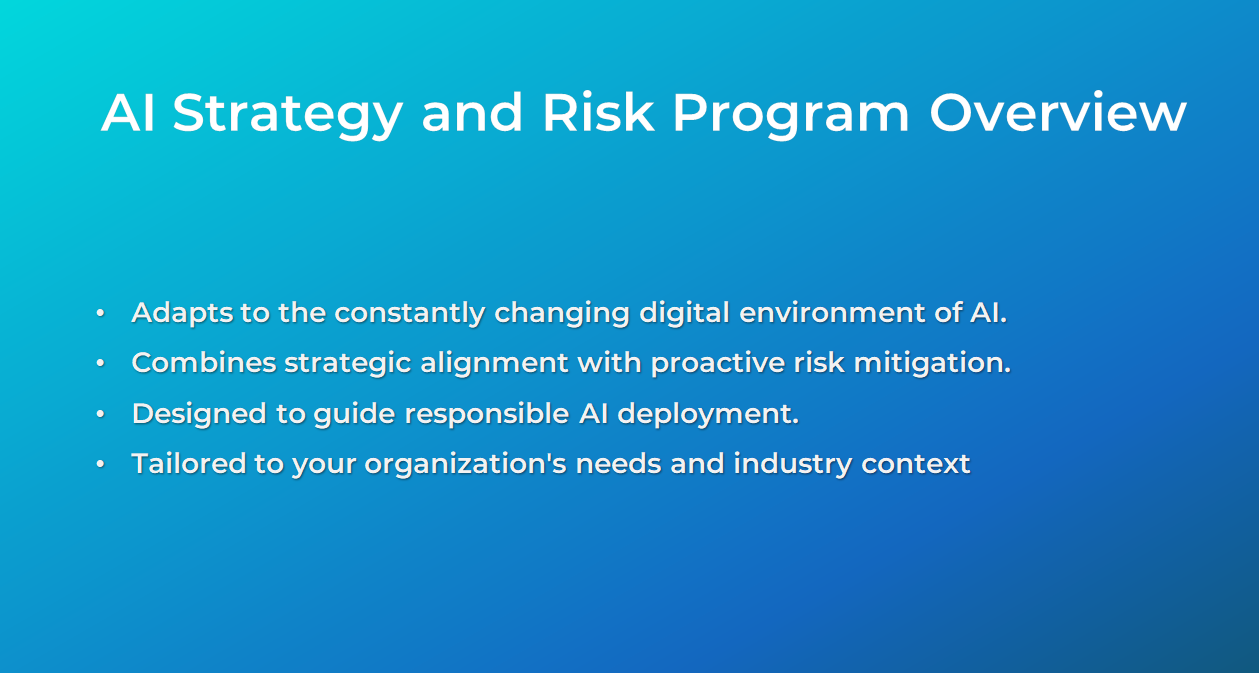 AI Strategy and Risk Program Overview
• Adapts to the constantly changing digital environment of AI.
• Combines strategic alignment with proactive risk mitigation.
• Designed to guide responsible AI deployment.
• Tailored to your organization's needs and industry context